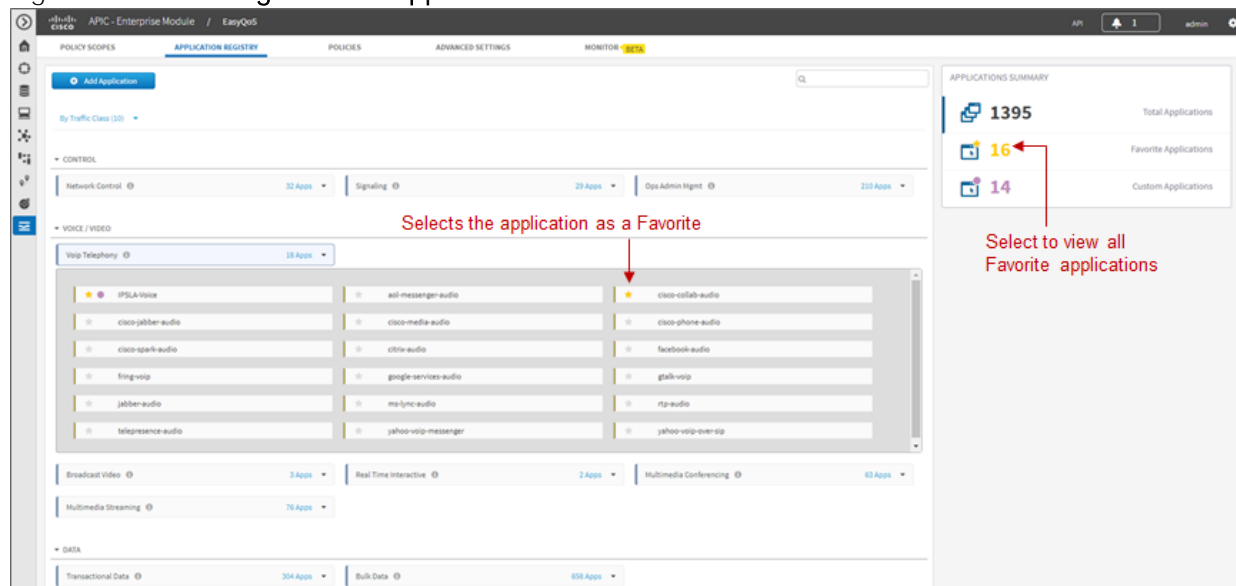 cisco APIC - Enterprise Module / EasyQoS
API 1 admin
POLICY SCOPES APPLICATION REGISTRY POLICIES ADVANCED SETTINGS MONITOR BETA
Add Application
By Traffic Class (10)
CONTROL
Network Control 32 Apps Signaling 29 Apps Ops Admin Mgmt 210 Apps
VOICE / VIDEO
Selects the application as a Favorite
Voip Telephony 18 Apps
IPSLA-Voice aol-messenger-audio cisco-collab-audio
cisco-jabber-audio cisco-media-audio cisco-phone-audio
cisco-spark-audio citrix-audio facebook-audio
fring-voip google-services-audio gtalk-voip
jabber-audio ms-lync-audio rtp-audio
telepresence-audio yahoo-voip-messenger yahoo-voip-over-sip
Broadcast Video 3 Apps Real Time Interactive 2 Apps Multimedia Conferencing 63 Apps
Multimedia Streaming 76 Apps
DATA
Transactional Data 304 Apps Bulk Data 658 Apps
APPLICATIONS SUMMARY
1395 Total Applications
16 Favorite Applications
14 Custom Applications
Select to view all
Favorite applications